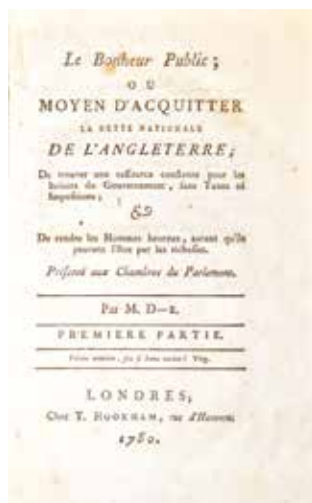 Le Bonheur Public;
OU
MOYEN D'ACQUITTER
LA DETTE NATIONALE
DE L'ANGLETERRE;
De trouver une ressource constante pour les
besoins du Gouvernement, sans Taxes ni
Impositions;
&
De rendre les Hommes heureux, autant qu'ils
peuvent l'être par les richesses.
Présenté aux Chambres du Parlement.
Par M. D—R.
PREMIERE PARTIE.
Virg.
LONDRES;
Chez T. HOOKHAM, rue d'Hanovre
1780.